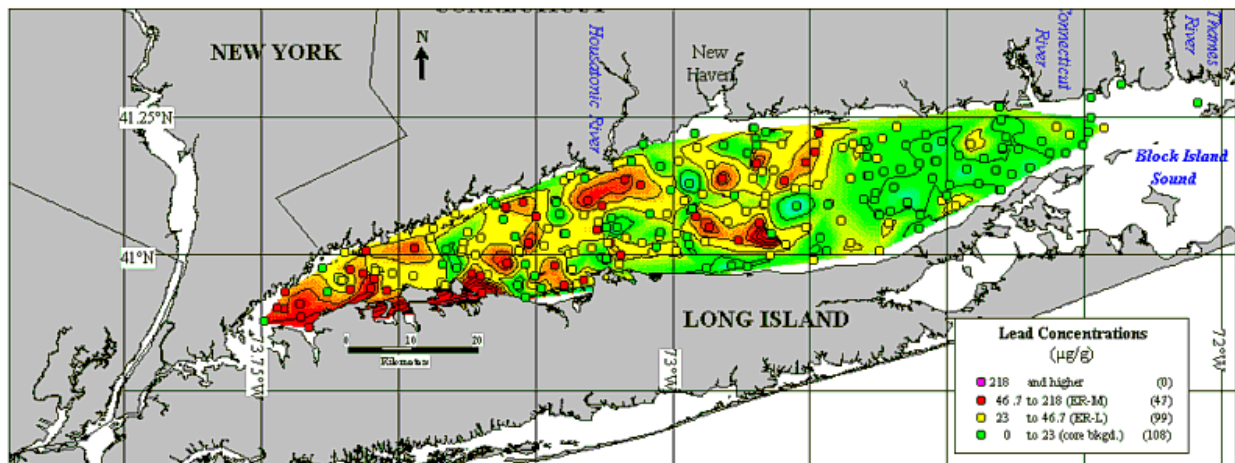 CONNECTICUT
NEW YORK
N
Housatonic River
New
Haven
Connecticut
River
Thames
River
41.25°N
Block Island
Sound
41°N
LONG ISLAND
0 10 20
Kilometers
73.75°W
73°W
72°W
Lead Concentrations
(µg/g)
218 and higher (0)
46.7 to 218 (ER-M) (47)
23 to 46.7 (ER-L) (99)
0 to 23 (core bkgd.) (108)